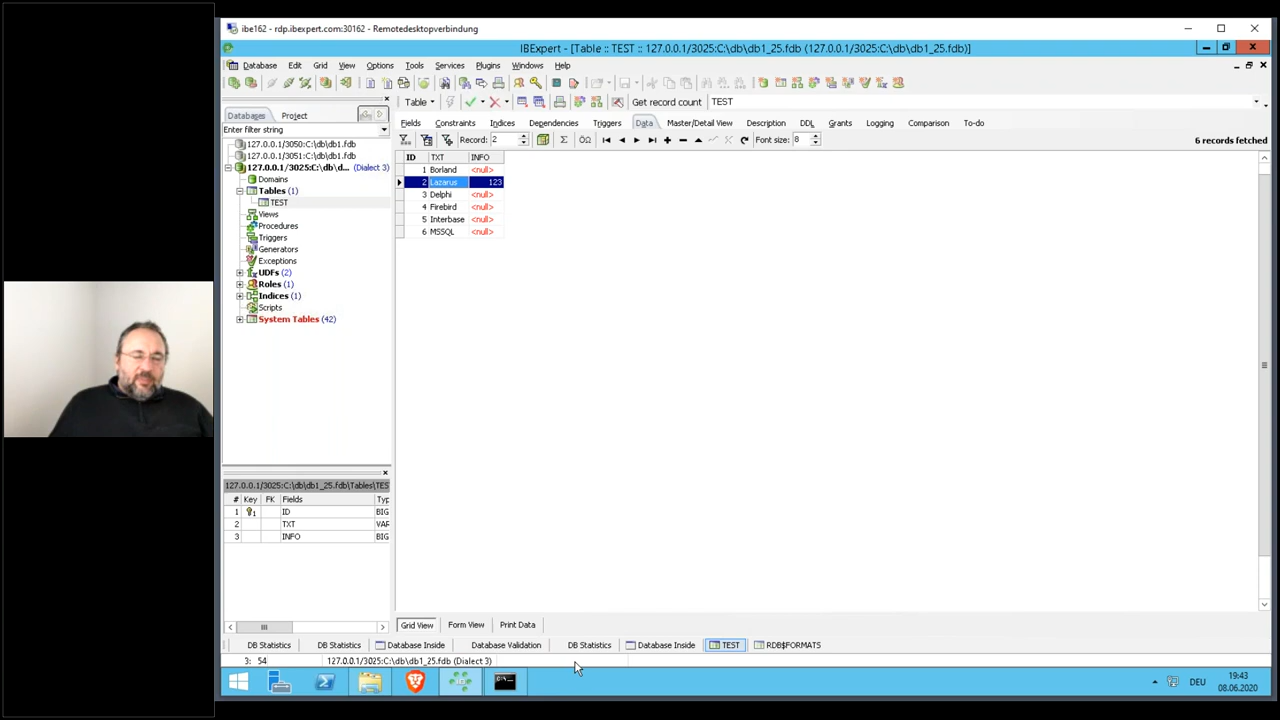 ibe162 - rdp.ibexpert.com:30162 - Remotedesktopverbindung
IBExpert - [Table :: TEST :: 127.0.0.1/3025:C:\db\db1_25.fdb (127.0.0.1/3025:C:\db\db1_25.fdb)]
Database Edit Grid View Options Tools Services Plugins Windows Help
Table Get record count TEST
Databases Project
Fields Constraints Indices Dependencies Triggers Data Master/Detail View Description DDL Grants Logging Comparison To-do
Enter filter string
Record: 2 Font size: 8 6 records fetched
127.0.0.1/3050:C:\db\db1.fdb
127.0.0.1/3051:C:\db\db1.fdb
127.0.0.1/3025:C:\db\d... (Dialect 3)
Domains
Tables (1)
TEST
Views
Procedures
Triggers
Generators
Exceptions
UDFs (2)
Roles (1)
Indices (1)
Scripts
System Tables (42)
ID TXT INFO
1 Borland <null>
2 Lazarus 123
3 Delphi <null>
4 Firebird <null>
5 Interbase <null>
6 MSSQL <null>
127.0.0.1/3025:C:\db\db1_25.fdb\Tables\TES
# Key FK Fields Typ
1 1 ID BIG
2 TXT VAR
3 INFO BIG
Grid View Form View Print Data
DB Statistics DB Statistics Database Inside Database Validation DB Statistics Database Inside TEST RDB$FORMATS
3: 54 127.0.0.1/3025:C:\db\db1_25.fdb (Dialect 3)
DEU
19:43
08.06.2020